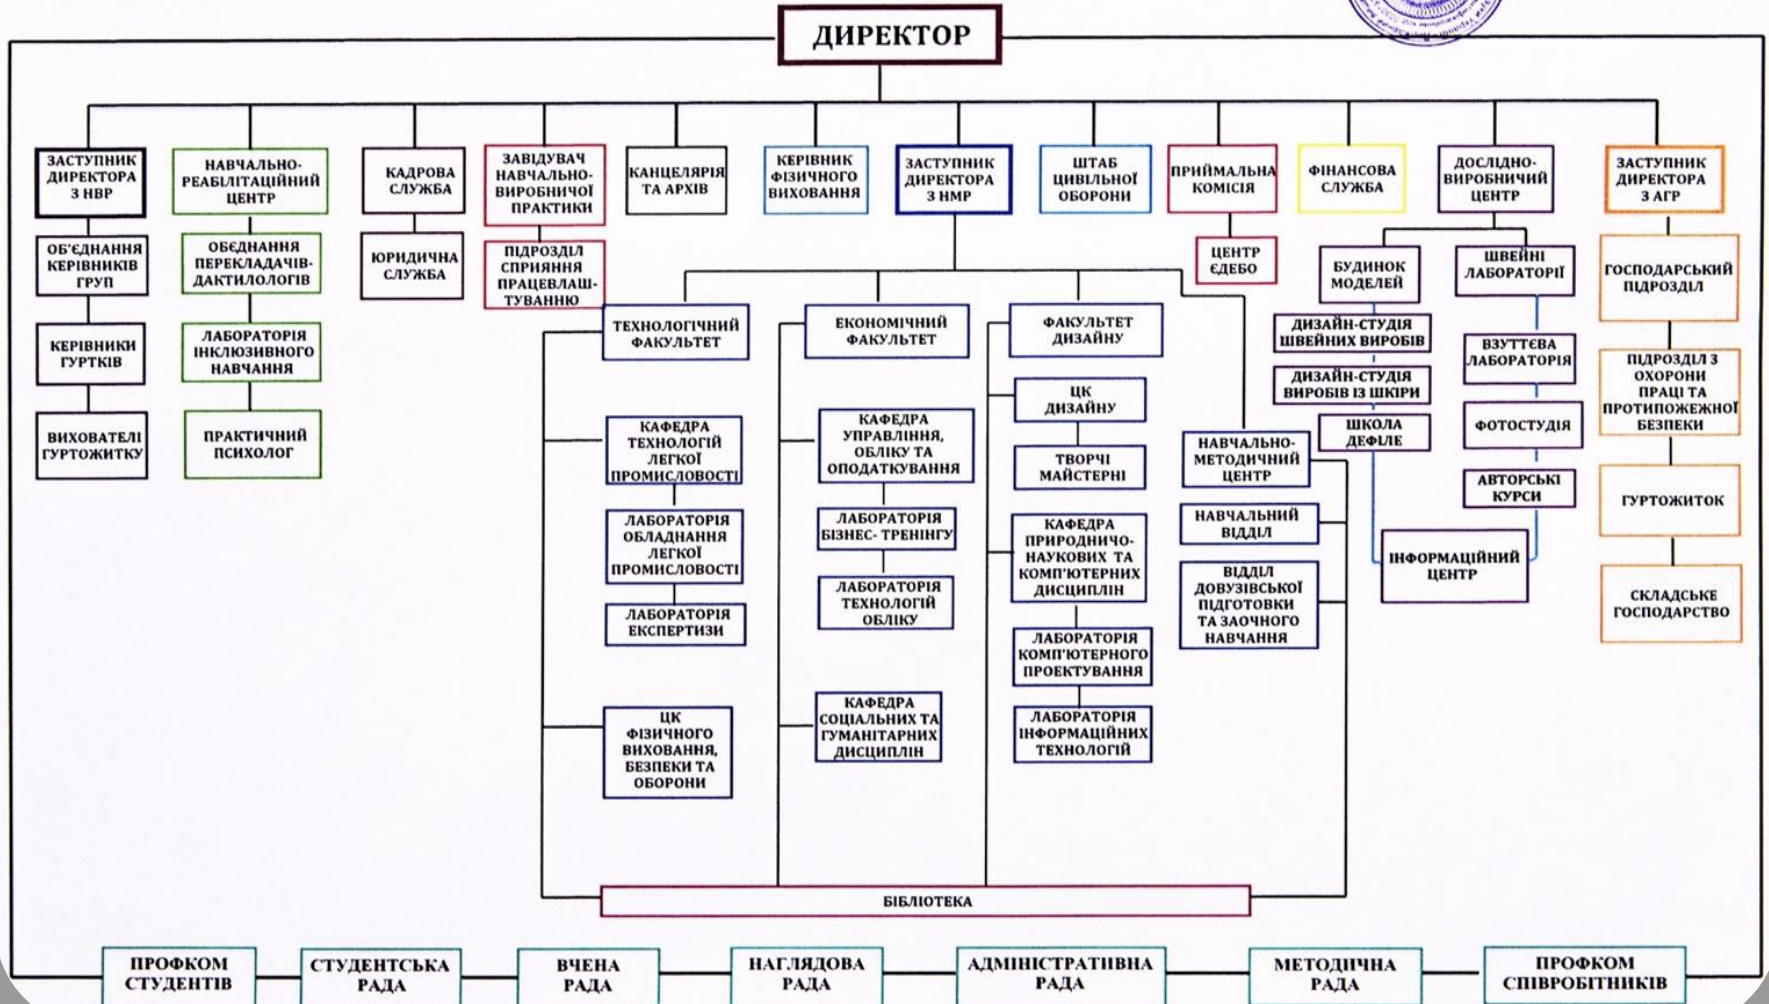 ДИРЕКТОР
ЗАСТУПНИК
ДИРЕКТОРА
З НВР
ОБ'ЄДНАННЯ
КЕРІВНИКІВ
ГРУП
КЕРІВНИКИ
ГУРТКІВ
ВИХОВАТЕЛІ
ГУРТОЖИТКУ
НАВЧАЛЬНО-
РЕАБІЛІТАЦІЙНИЙ
ЦЕНТР
ОБЄДНАННЯ
ПЕРЕКЛАДАЧІВ-
ДАКТИЛОЛОГІВ
ЛАБОРАТОРІЯ
ІНКЛЮЗИВНОГО
НАВЧАННЯ
ПРАКТИЧНИЙ
ПСИХОЛОГ
КАДРОВА
СЛУЖБА
ЮРИДИЧНА
СЛУЖБА
ЗАВІДУВАЧ
НАВЧАЛЬНО-
ВИРОБНИЧОЇ
ПРАКТИКИ
ПІДРОЗДІЛ
СПРИЯННЯ
ПРАЦЕВЛАШ-
ТУВАННЮ
КАНЦЕЛЯРІЯ
ТА АРХІВ
КЕРІВНИК
ФІЗИЧНОГО
ВИХОВАННЯ
ЗАСТУПНИК
ДИРЕКТОРА
З НМР
ТЕХНОЛОГІЧНИЙ
ФАКУЛЬТЕТ
КАФЕДРА
ТЕХНОЛОГІЙ
ЛЕГКОЇ
ПРОМИСЛОВОСТІ
ЛАБОРАТОРІЯ
ОБЛАДНАННЯ
ЛЕГКОЇ
ПРОМИСЛОВОСТІ
ЛАБОРАТОРІЯ
ЕКСПЕРТИЗИ
ЦК
ФІЗИЧНОГО
ВИХОВАННЯ,
БЕЗПЕКИ ТА
ОБОРОНИ
ЕКОНОМІЧНИЙ
ФАКУЛЬТЕТ
КАФЕДРА
УПРАВЛІННЯ,
ОБЛІКУ ТА
ОПОДАТКУВАННЯ
ЛАБОРАТОРІЯ
БІЗНЕС- ТРЕНІНГУ
ЛАБОРАТОРІЯ
ТЕХНОЛОГІЙ
ОБЛІКУ
КАФЕДРА
СОЦІАЛЬНИХ ТА
ГУМАНІТАРНИХ
ДИСЦИПЛІН
ФАКУЛЬТЕТ
ДИЗАЙНУ
ЦК
ДИЗАЙНУ
ТВОРЧІ
МАЙСТЕРНІ
КАФЕДРА
ПРИРОДНИЧО-
НАУКОВИХ ТА
КОМП'ЮТЕРНИХ
ДИСЦИПЛІН
ЛАБОРАТОРІЯ
КОМП'ЮТЕРНОГО
ПРОЕКТУВАННЯ
ЛАБОРАТОРІЯ
ІНФОРМАЦІЙНИХ
ТЕХНОЛОГІЙ
НАВЧАЛЬНО-
МЕТОДИЧНИЙ
ЦЕНТР
НАВЧАЛЬНИЙ
ВІДДІЛ
ВІДДІЛ
ДОВУЗІВСЬКОЇ
ПІДГОТОВКИ
ТА ЗАОЧНОГО
НАВЧАННЯ
БІБЛІОТЕКА
ШТАБ
ЦИВІЛЬНОЇ
ОБОРОНИ
ПРИЙМАЛЬНА
КОМІСІЯ
ЦЕНТР
ЄДЕБО
ФІНАНСОВА
СЛУЖБА
ДОСЛІДНО-
ВИРОБНИЧИЙ
ЦЕНТР
БУДИНОК
МОДЕЛЕЙ
ДИЗАЙН-СТУДІЯ
ШВЕЙНИХ ВИРОБІВ
ДИЗАЙН-СТУДІЯ
ВИРОБІВ ІЗ ШКІРИ
ШКОЛА
ДЕФІЛЕ
ШВЕЙНІ
ЛАБОРАТОРІЇ
ВЗУТТЄВА
ЛАБОРАТОРІЯ
ФОТОСТУДІЯ
АВТОРСЬКІ
КУРСИ
ІНФОРМАЦІЙНИЙ
ЦЕНТР
ЗАСТУПНИК
ДИРЕКТОРА
З АГР
ГОСПОДАРСЬКИЙ
ПІДРОЗДІЛ
ПІДРОЗДІЛ З
ОХОРОНИ
ПРАЦІ ТА
ПРОТИПОЖЕЖНОЇ
БЕЗПЕКИ
ГУРТОЖИТОК
СКЛАДСЬКЕ
ГОСПОДАРСТВО
ПРОФКОМ
СТУДЕНТІВ
СТУДЕНТСЬКА
РАДА
ВЧЕНА
РАДА
НАГЛЯДОВА
РАДА
АДМІНІСТРАТИВНА
РАДА
МЕТОДИЧНА
РАДА
ПРОФКОМ
СПІВРОБІТНИКІВ